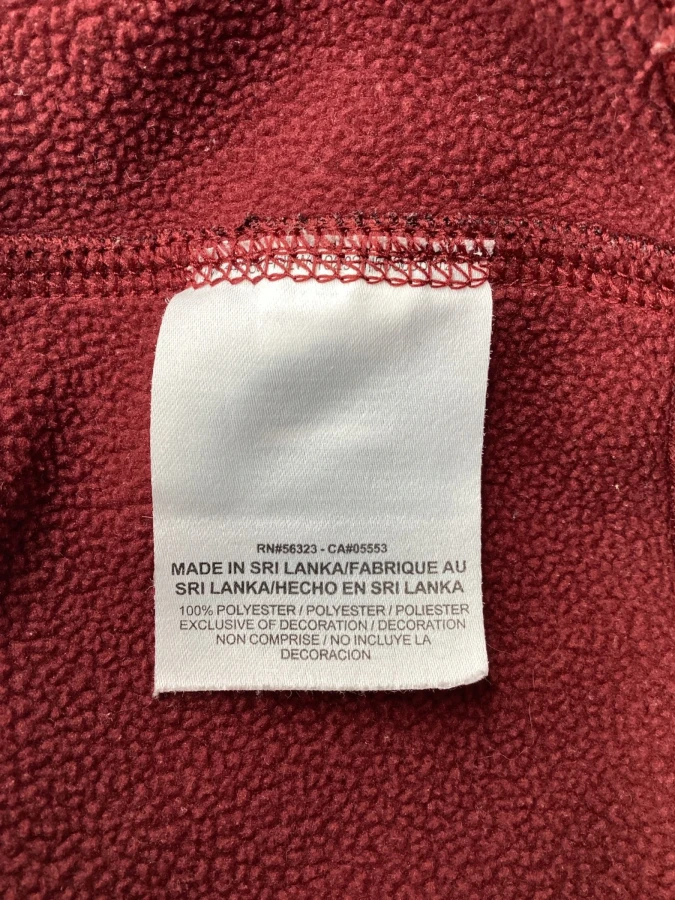 RN#56323 - CA#05553
MADE IN SRI LANKA/FABRIQUE AU
SRI LANKA/HECHO EN SRI LANKA
100% POLYESTER / POLYESTER / POLIESTER
EXCLUSIVE OF DECORATION / DECORATION
NON COMPRISE / NO INCLUYE LA
DECORACION